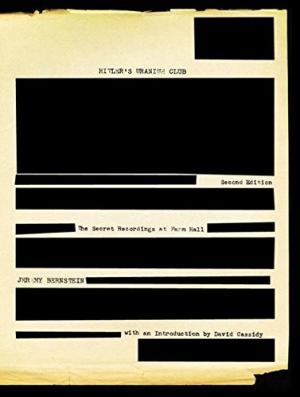 HITLER'S URANIUM CLUB
Second Edition
The Secret Recordings at Farm Hall
JEREMY BERNSTEIN
with an Introduction by David Cassidy